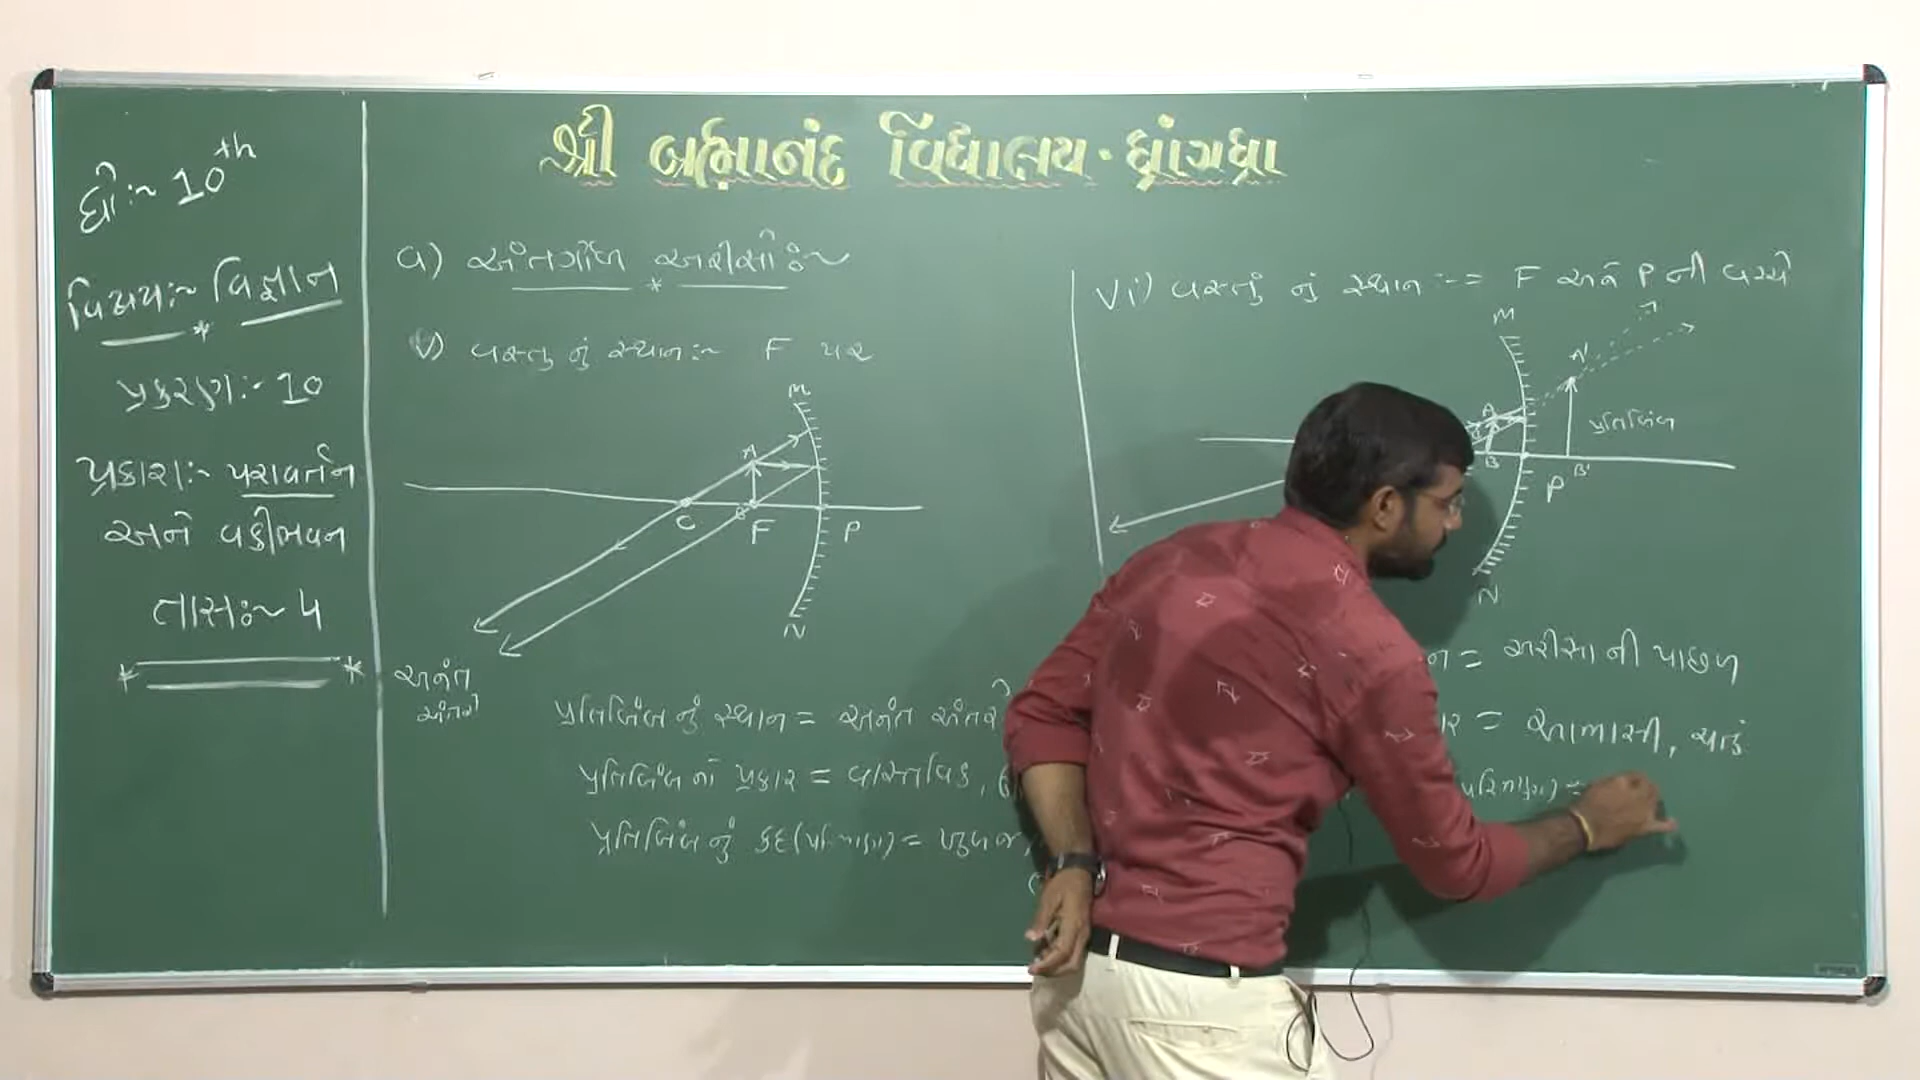 શ્રી બ્રહ્માનંદ વિદ્યાલય - ધ્રાંગધ્રા
ધો:~ 10th
વિષય:~ વિજ્ઞાન
પ્રકરણ:- 10
પ્રકાશ:- પરાવર્તન
અને વક્રીભવન
તાસ:~ 4
a) અંતર્ગોળ અરીસો:~
v) વસ્તુ નું સ્થાન:~ F પર
M
A
C
B
F
P
N
અનંત
અંતરે
પ્રતિબિંબ નું સ્થાન = અનંત અંતરે
પ્રતિબિંબ નો પ્રકાર = વાસ્તવિક,
પ્રતિબિંબ નું કદ (પરિમાણ) = ખુબ જ,
vi) વસ્તું નું સ્થાન :-= F અને P ની વચ્ચે
M
A'
A
પ્રતિબિંબ
B
P
B'
N
ન = અરીસા ની પાછળ
ાર = આભાસી, ચતું
પરિમાણ) =